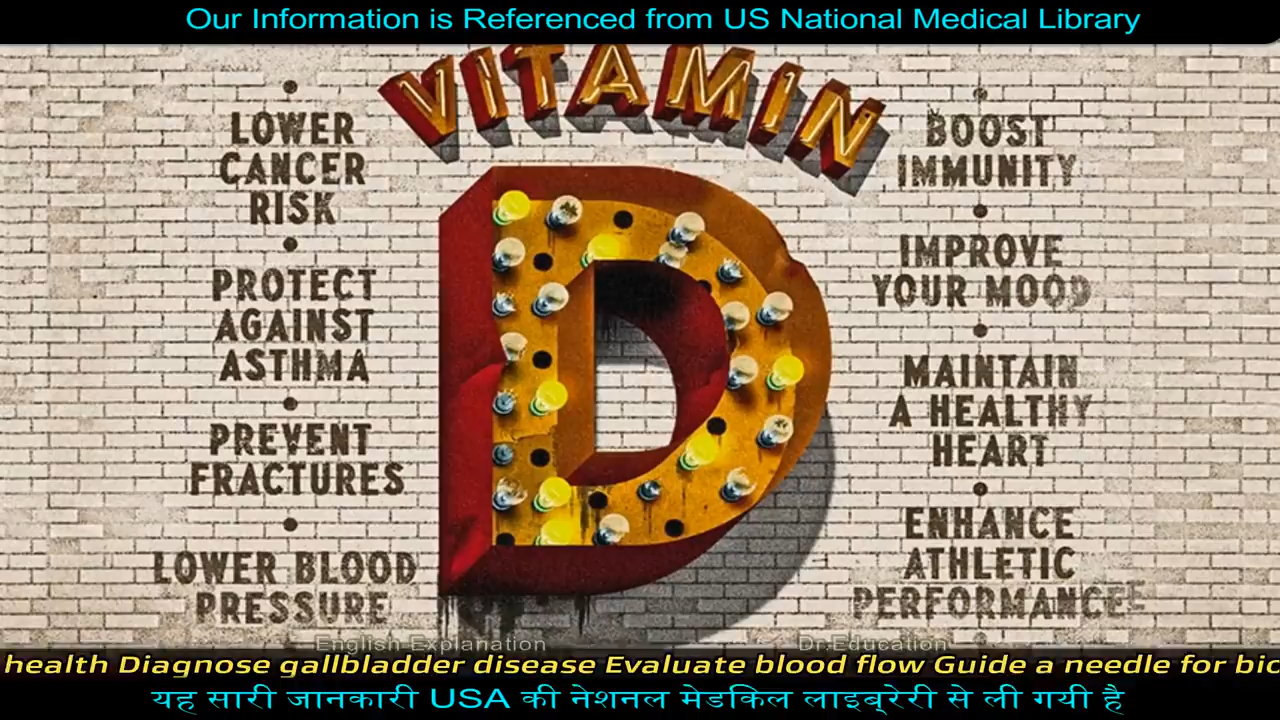 Our Information is Referenced from US National Medical Library
VITAMIN
D
LOWER
CANCER
RISK
PROTECT
AGAINST
ASTHMA
PREVENT
FRACTURES
LOWER BLOOD
PRESSURE
BOOST
IMMUNITY
IMPROVE
YOUR MOOD
MAINTAIN
A HEALTHY
HEART
ENHANCE
ATHLETIC
PERFORMANCE
English Explanation
Dr.Education
health Diagnose gallbladder disease Evaluate blood flow Guide a needle for
यह सारी जानकारी USA की नेशनल मेडकिल लाइब्रेरी से ली गयी है